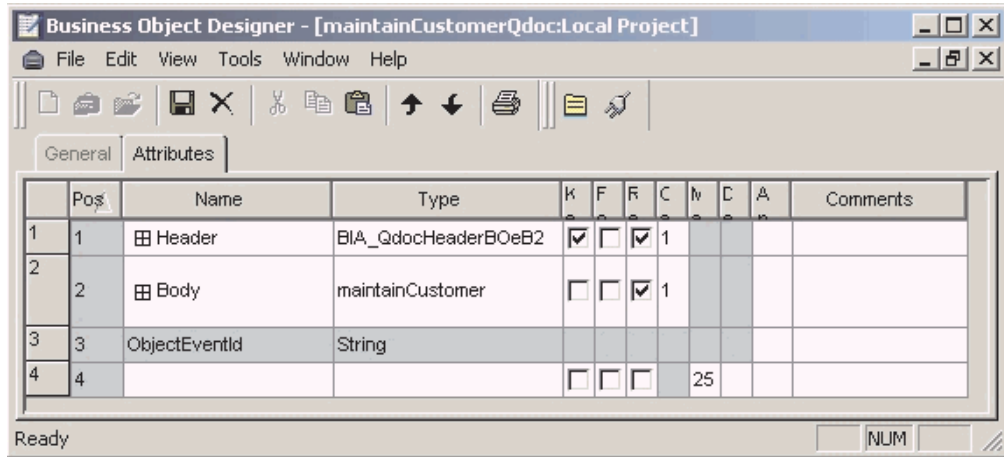 Business Object Designer - [maintainCustomerQdoc:Local Project]
File Edit View Tools Window Help
General Attributes
Pos Name Type K F R C M D A Comments
1 1 Header BIA_QdocHeaderBOeB2 1
2 2 Body maintainCustomer 1
3 3 ObjectEventId String
4 4 25
Ready NUM